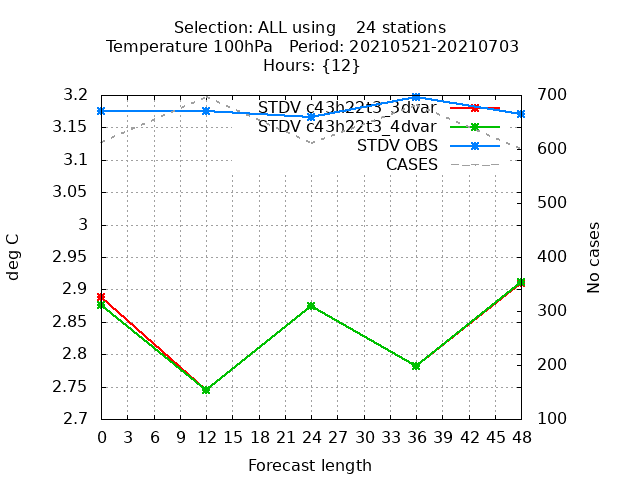 Selection: ALL using    24 stations
Temperature 100hPa   Period: 20210521-20210703
Hours: {12}
3.2
3.15
3.1
3.05
3
2.95
2.9
2.85
2.8
2.75
2.7
deg C
STDV c43h22t3_3dvar
STDV c43h22t3_4dvar
STDV OBS
CASES
700
600
500
400
300
200
100
No cases
0 3 6 9 12 15 18 21 24 27 30 33 36 39 42 45 48
Forecast length